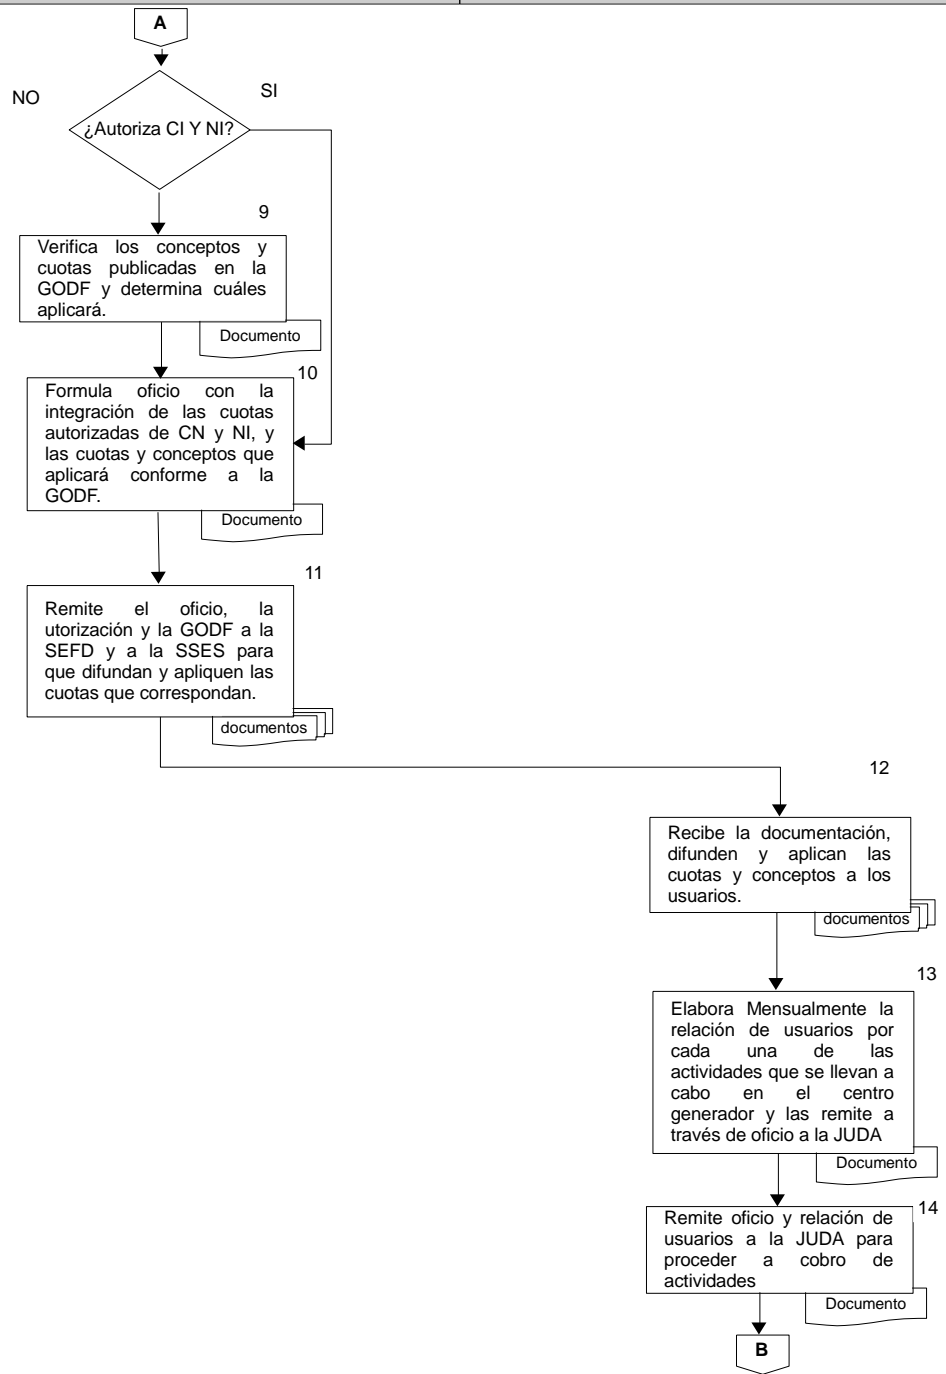 A
NO
SI
¿Autoriza CI Y NI?
9
Verifica los conceptos y
cuotas publicadas en la
GODF y determina cuáles
aplicará.
Documento
10
Formula oficio con la
integración de las cuotas
autorizadas de CN y NI, y
las cuotas y conceptos que
aplicará conforme a la
GODF.
Documento
11
Remite el oficio, la
utorización y la GODF a la
SEFD y a la SSES para
que difundan y apliquen las
cuotas que correspondan.
documentos
12
Recibe la documentación,
difunden y aplican las
cuotas y conceptos a los
usuarios.
documentos
13
Elabora Mensualmente la
relación de usuarios por
cada una de las
actividades que se llevan a
cabo en el centro
generador y las remite a
través de oficio a la JUDA
Documento
14
Remite oficio y relación de
usuarios a la JUDA para
proceder a cobro de
actividades
Documento
B